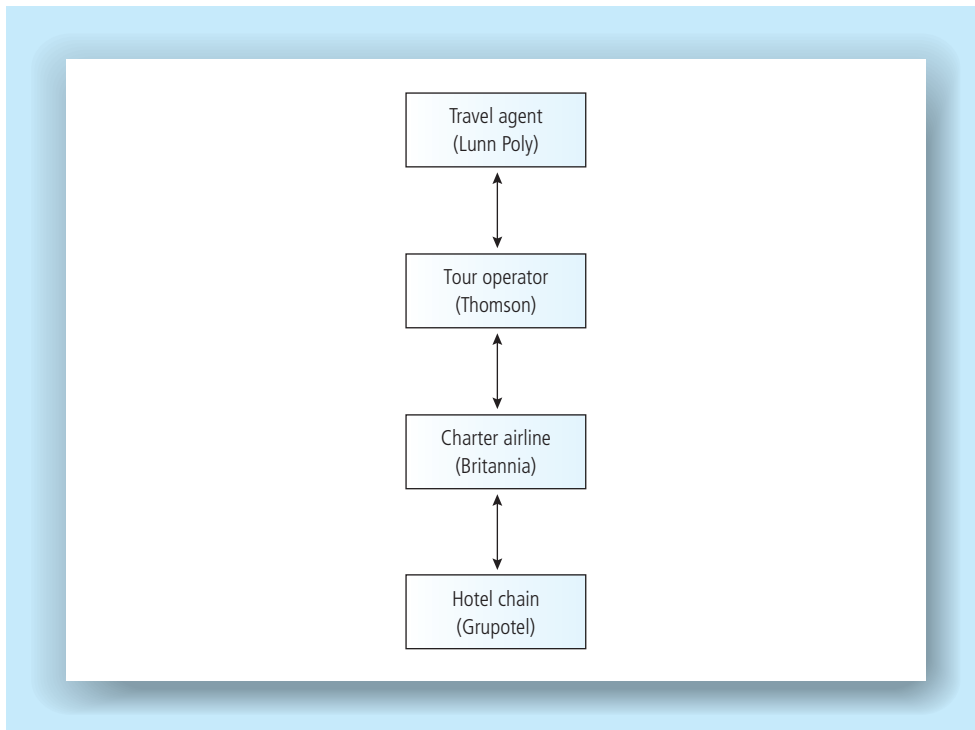 Travel agent
(Lunn Poly)
Tour operator
(Thomson)
Charter airline
(Britannia)
Hotel chain
(Grupotel)